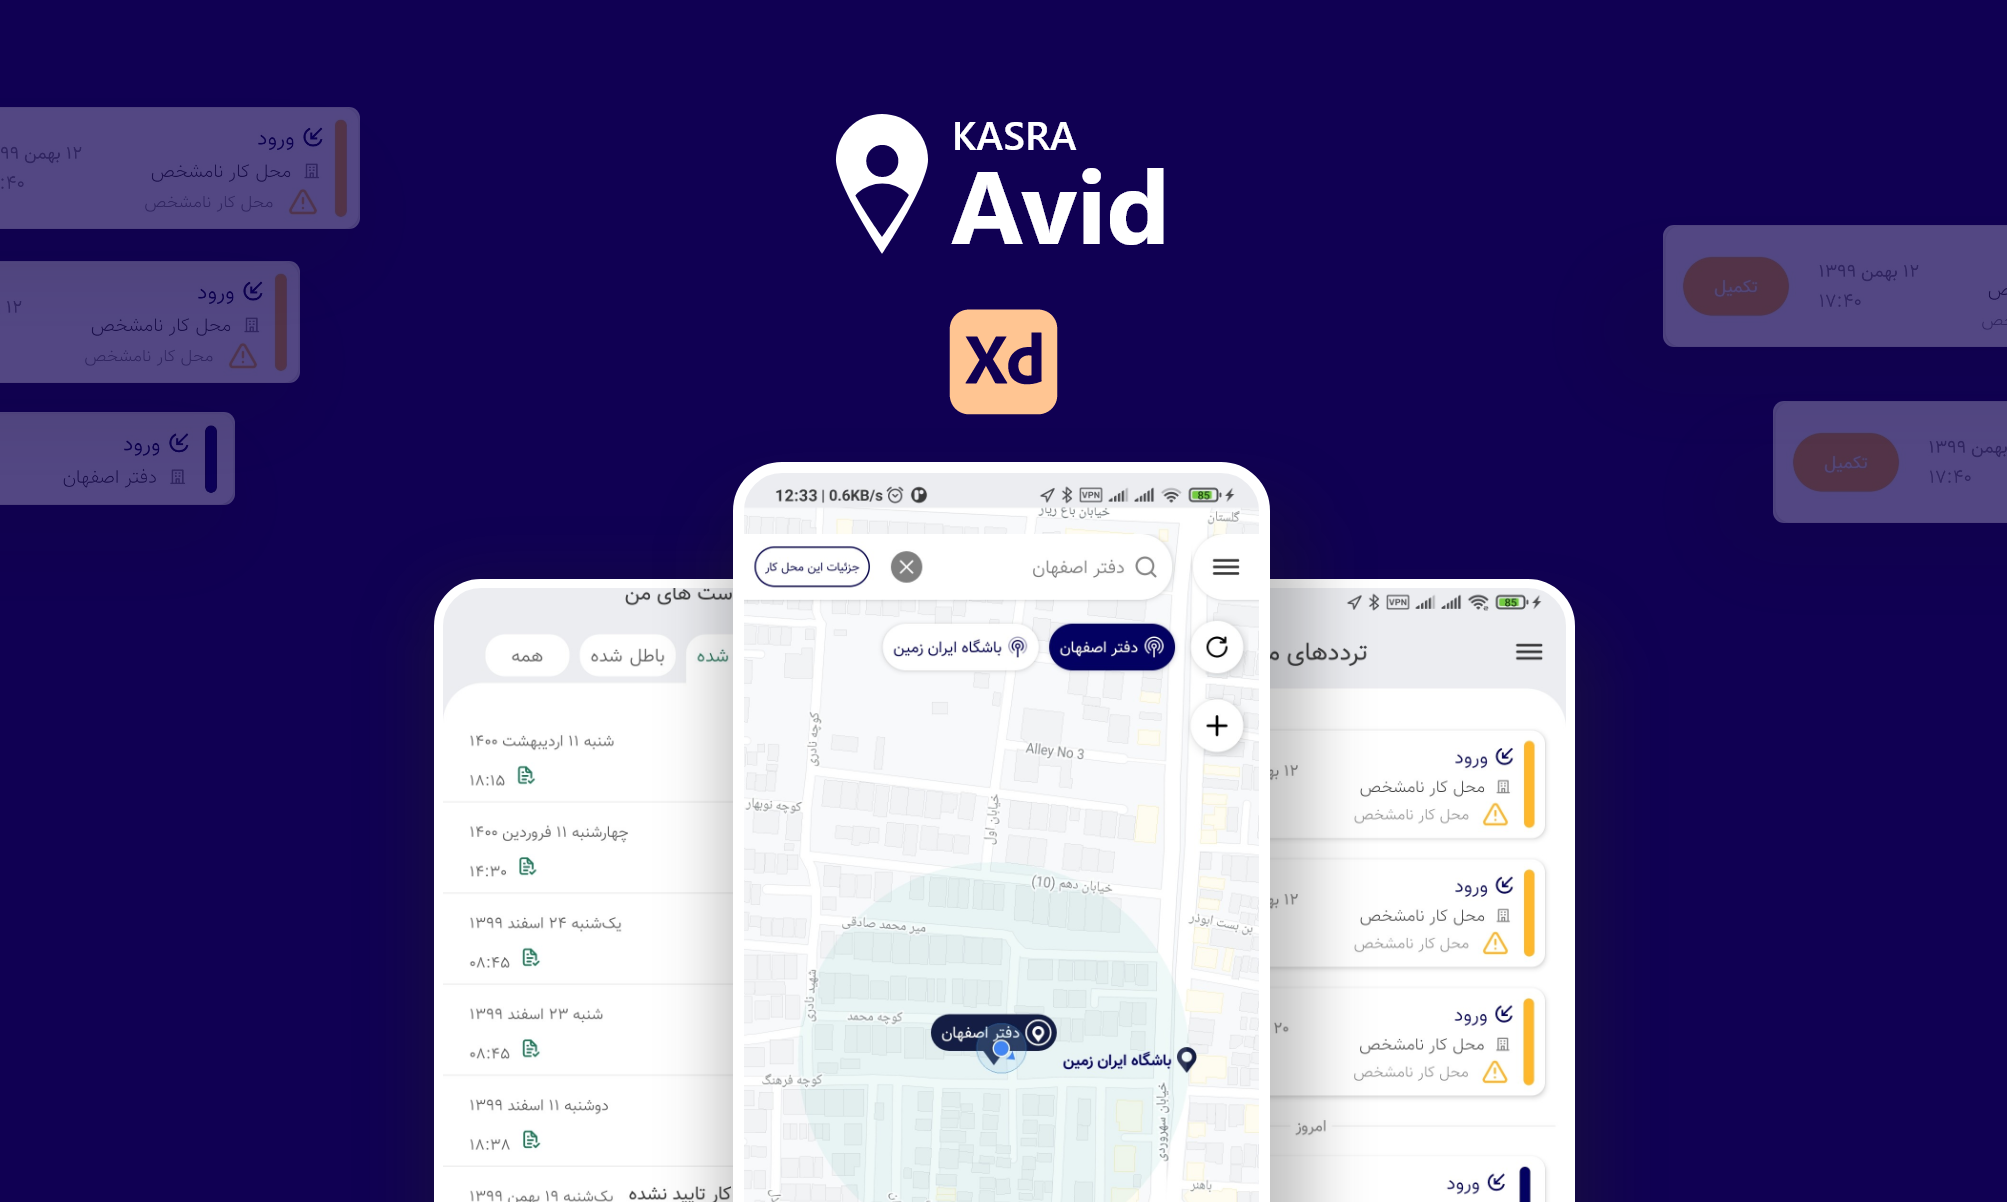 KASRA
Avid
Xd
ورود
۱۲ بهمن
محل کار نامشخص
محل کار نامشخص
ورود
۱۲
محل کار نامشخص
محل کار نامشخص
ورود
دفتر اصفهان
۱۲ بهمن ۱۳۹۹
۱۷:۴۰
تکمیل
بهمن ۱۳۹۹
۱۷:۴۰
تکمیل
12:33 | 0.6KB/s
VPN
85
خیابان باغ زیار
گلستان
دفتر اصفهان
جزئیات این محل کار
دفتر اصفهان
باشگاه ایران زمین
کوچه نادری
Alley No 3
کوچه نوبهار
خیابان اول
خیابان دهم (10)
میر محمد صادقی
بن بست ابوذر
شهید نادری
کوچه محمد
دفتر اصفهان
باشگاه ایران زمین
کوچه فرهنگ
خیابان سهروردی
باهنر
VPN
85
ترددهای
ورود
۱۲
محل کار نامشخص
محل کار نامشخص
ورود
۱۲
محل کار نامشخص
محل کار نامشخص
ورود
۲۰
محل کار نامشخص
محل کار نامشخص
امروز
ورود
های من
شده
باطل شده
همه
شنبه ۱۱ اردیبهشت ۱۴۰۰
۱۸:۱۵
چهارشنبه ۱۱ فروردین ۱۴۰۰
۱۴:۳۰
یک‌شنبه ۲۴ اسفند ۱۳۹۹
۰۸:۴۵
شنبه ۲۳ اسفند ۱۳۹۹
۰۸:۴۵
دوشنبه ۱۱ اسفند ۱۳۹۹
۱۸:۳۸
کار تایید نشده
یک‌شنبه ۱۹ بهمن ۱۳۹۹